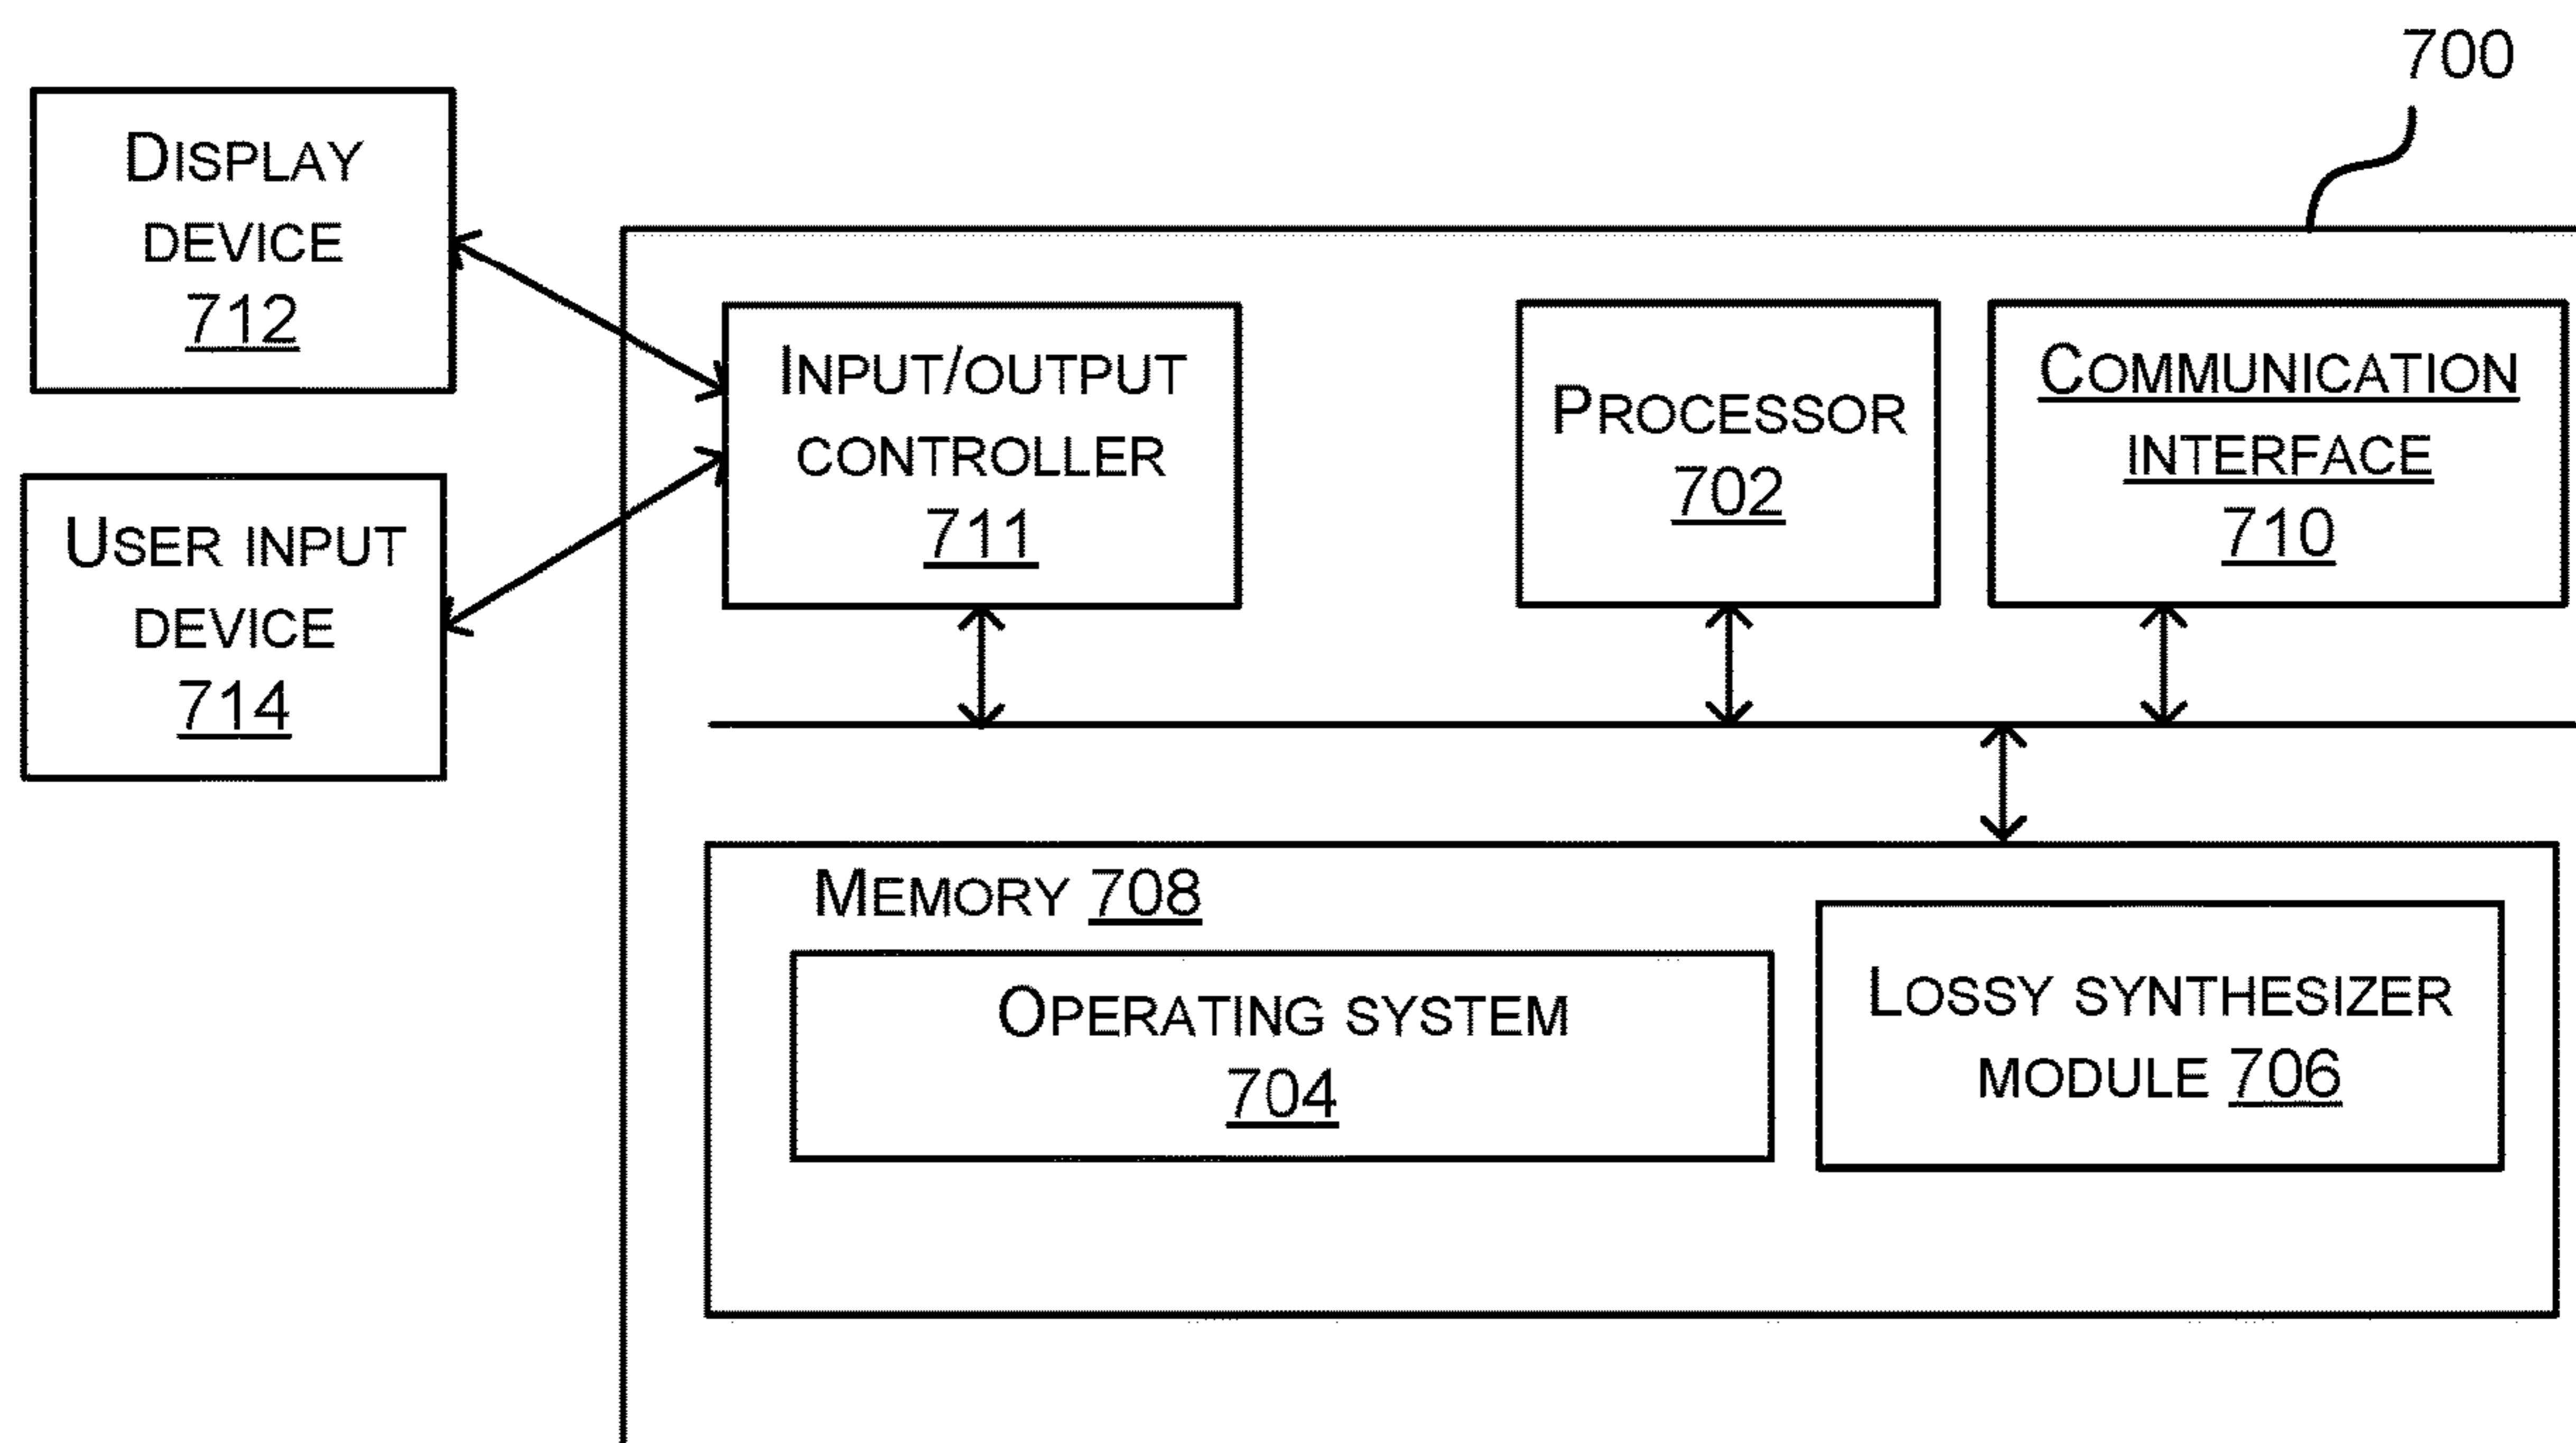 700
DISPLAY
DEVICE
712
USER INPUT
DEVICE
714
INPUT/OUTPUT
CONTROLLER
711
PROCESSOR
702
COMMUNICATION
INTERFACE
710
MEMORY 708
OPERATING SYSTEM
704
LOSSY SYNTHESIZER
MODULE 706